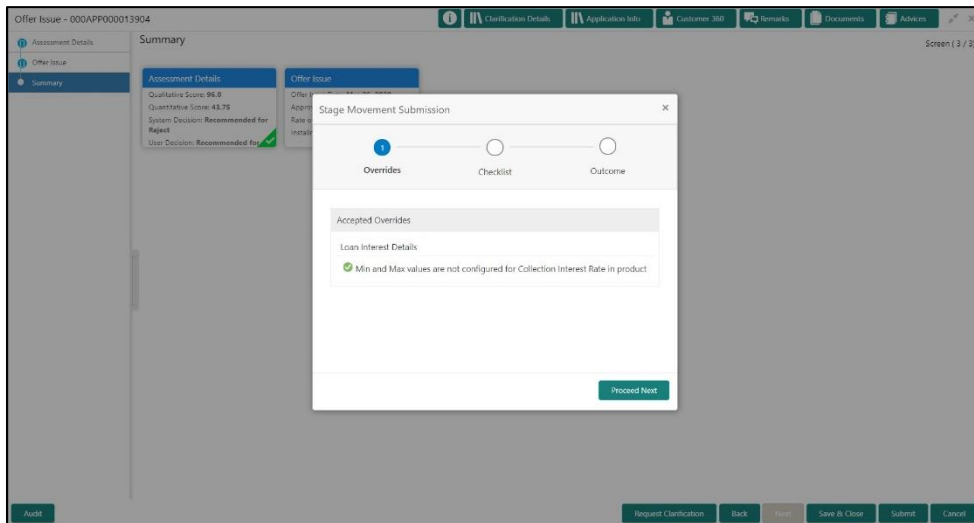 Offer Issue - 000APP000013904
Clarification Details
Application Info
Customer 360
Remarks
Documents
Advices
Assessment Details
Offer Issue
Summary
Summary
Screen ( 3 / 3)
Assessment Details
Qualitative Score: 96.0
Quantitative Score: 43.75
System Decision: Recommended for
Reject
User Decision: Recommended for
Offer Issue
Stage Movement Submission
1
Overrides
Checklist
Outcome
Accepted Overrides
Loan Interest Details
Min and Max values are not configured for Collection Interest Rate in product
Proceed Next
Audit
Request Clarification
Back
Next
Save & Close
Submit
Cancel